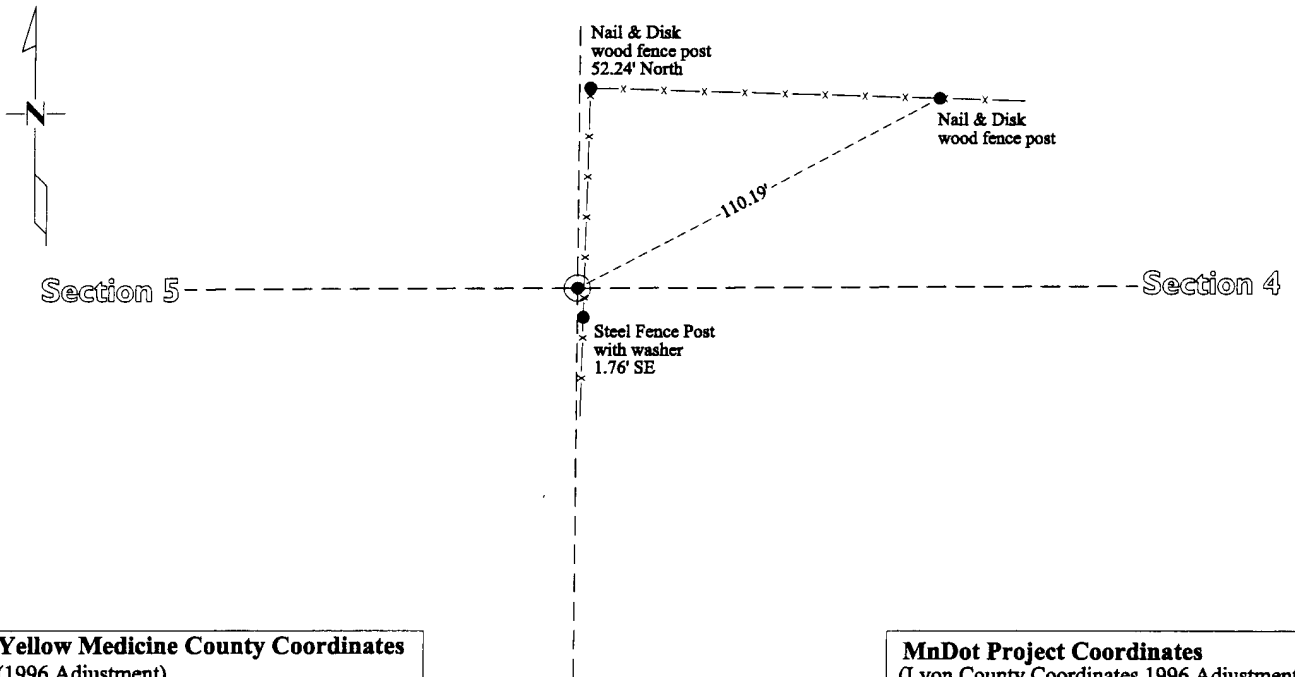 Nail & Disk
wood fence post
52.24' North
N
Nail & Disk
wood fence post
110.19'
Section 5
Section 4
Steel Fence Post
with washer
1.76' SE
Yellow Medicine County Coordinates
(1996 Adjustment)
MnDot Project Coordinates
(Lyon County Coordinates 1996 Adjustment